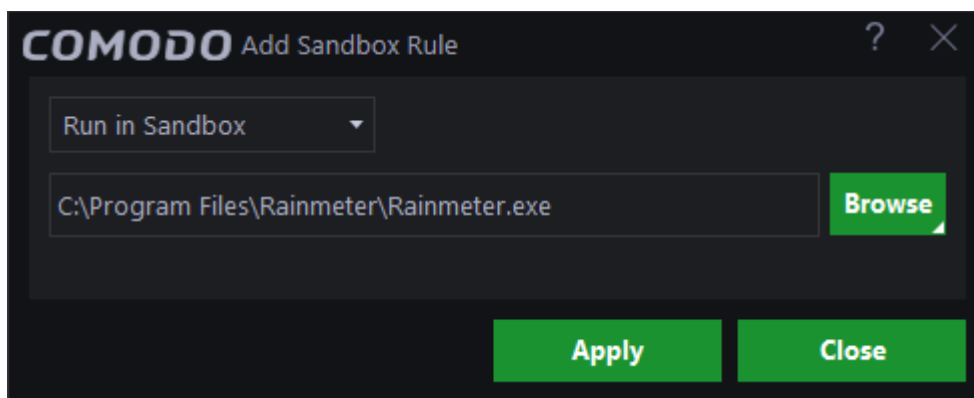 COMODO Add Sandbox Rule ?
Run in Sandbox
C:\Program Files\Rainmeter\Rainmeter.exe Browse
Apply Close